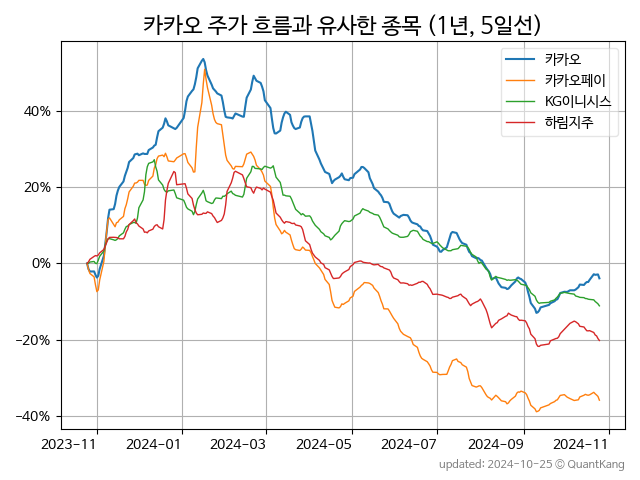 카카오 주가 흐름과 유사한 종목 (1년, 5일선)
카카오
카카오페이
KG이니시스
하림지주
40%
20%
0%
−20%
−40%
2023-11 2024-01 2024-03 2024-05 2024-07 2024-09 2024-11
updated: 2024-10-25 © QuantKang